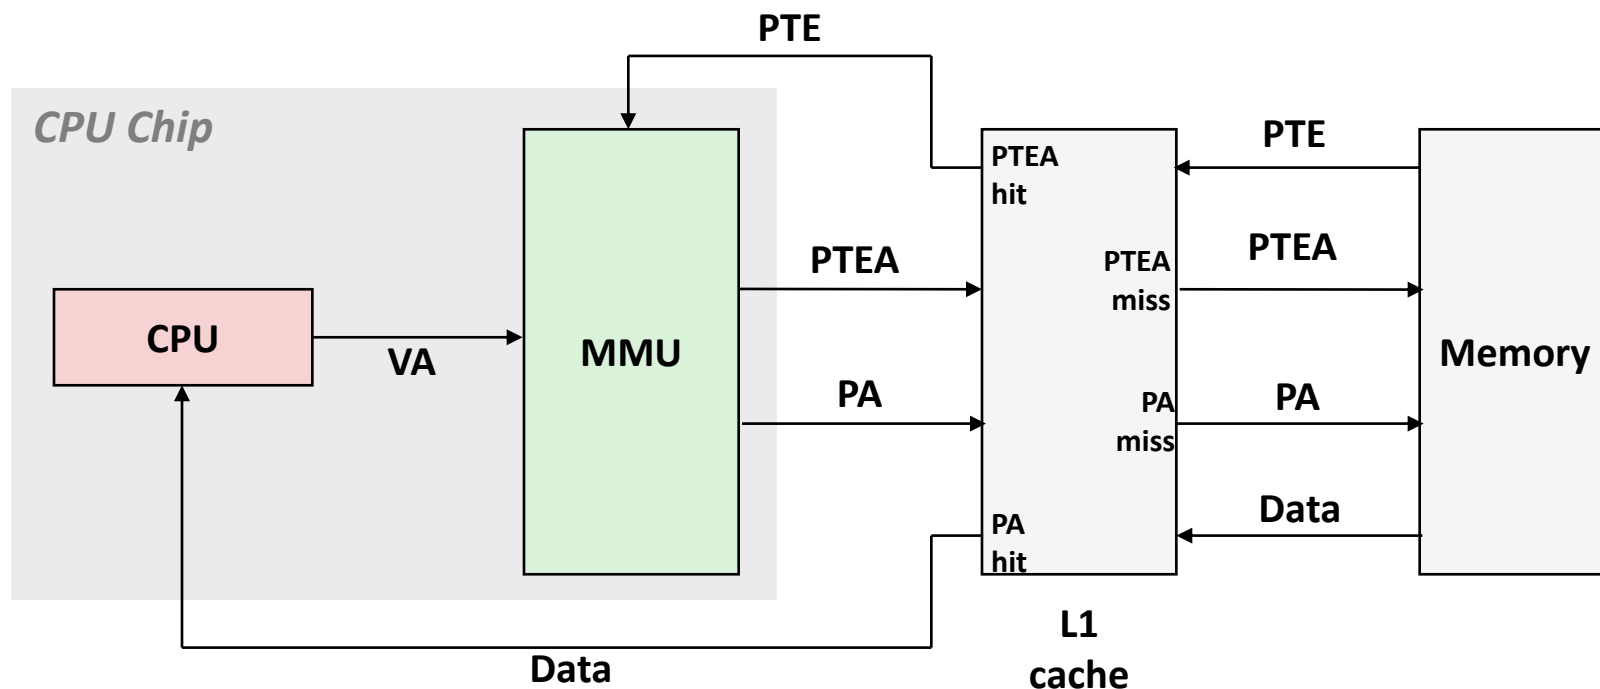 PTE
CPU Chip
PTEA
hit
PTE
PTEA
PTEA
miss
PTEA
CPU
VA
MMU
Memory
PA
PA
miss
PA
PA
hit
Data
L1
cache
Data